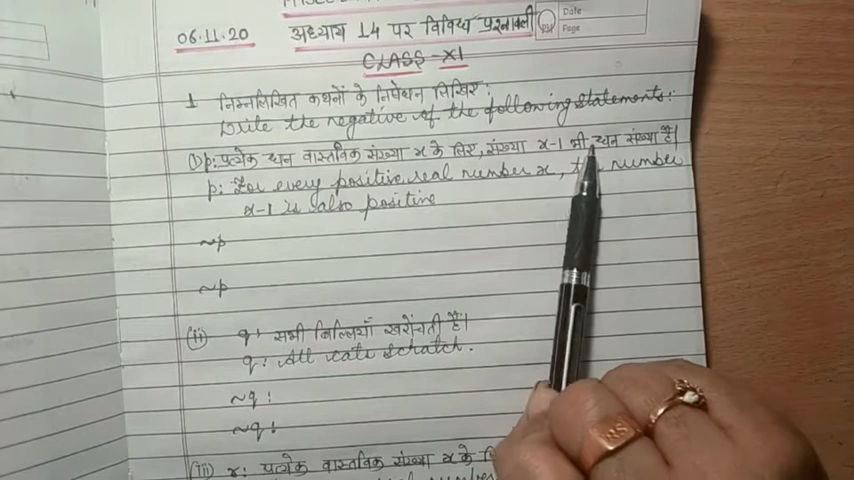 06.11.20
अध्याय 14 पर विविध प्रश्नावली
Date
Page
CLASS-XI
1 निम्नलिखित कथनों के निषेधन लिखिए:
Write the negative of the following statements:
(i) p: प्रत्येक धन वास्तविक संख्या x के लिए, संख्या x-1 भी धन संख्या है।
p: For every positive real number x, the number
x-1 is also positive
~p
~p
(ii) q: सभी बिल्लियाँ खरोंचती हैं।
q: All cats scratch.
~q:
~q:
(iii) r: प्रत्येक वास्तविक संख्या x के